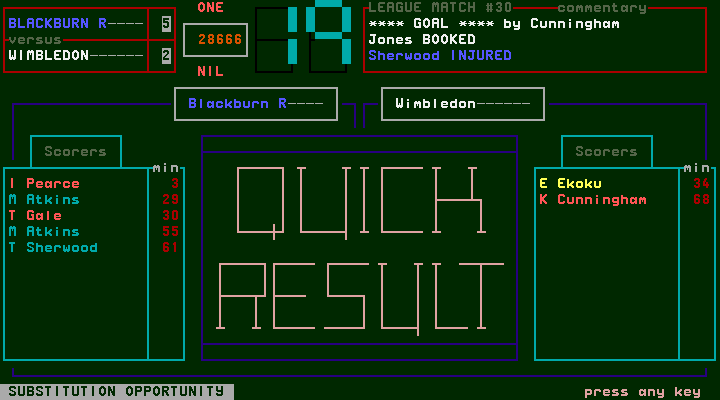 ONE
LEAGUE MATCH #30 commentary
BLACKBURN R---- 5
19
**** GOAL **** by Cunningham
versus
28666
Jones BOOKED
WIMBLEDON----- 2
Sherwood INJURED
NIL
Blackburn R----
Wimbledon------
Scorers
min
I Pearce 3
M Atkins 29
T Gale 30
M Atkins 55
T Sherwood 61
QUICK
RESULT
Scorers
min
E Ekoku 34
K Cunningham 68
SUBSTITUTION OPPORTUNITY
press any key